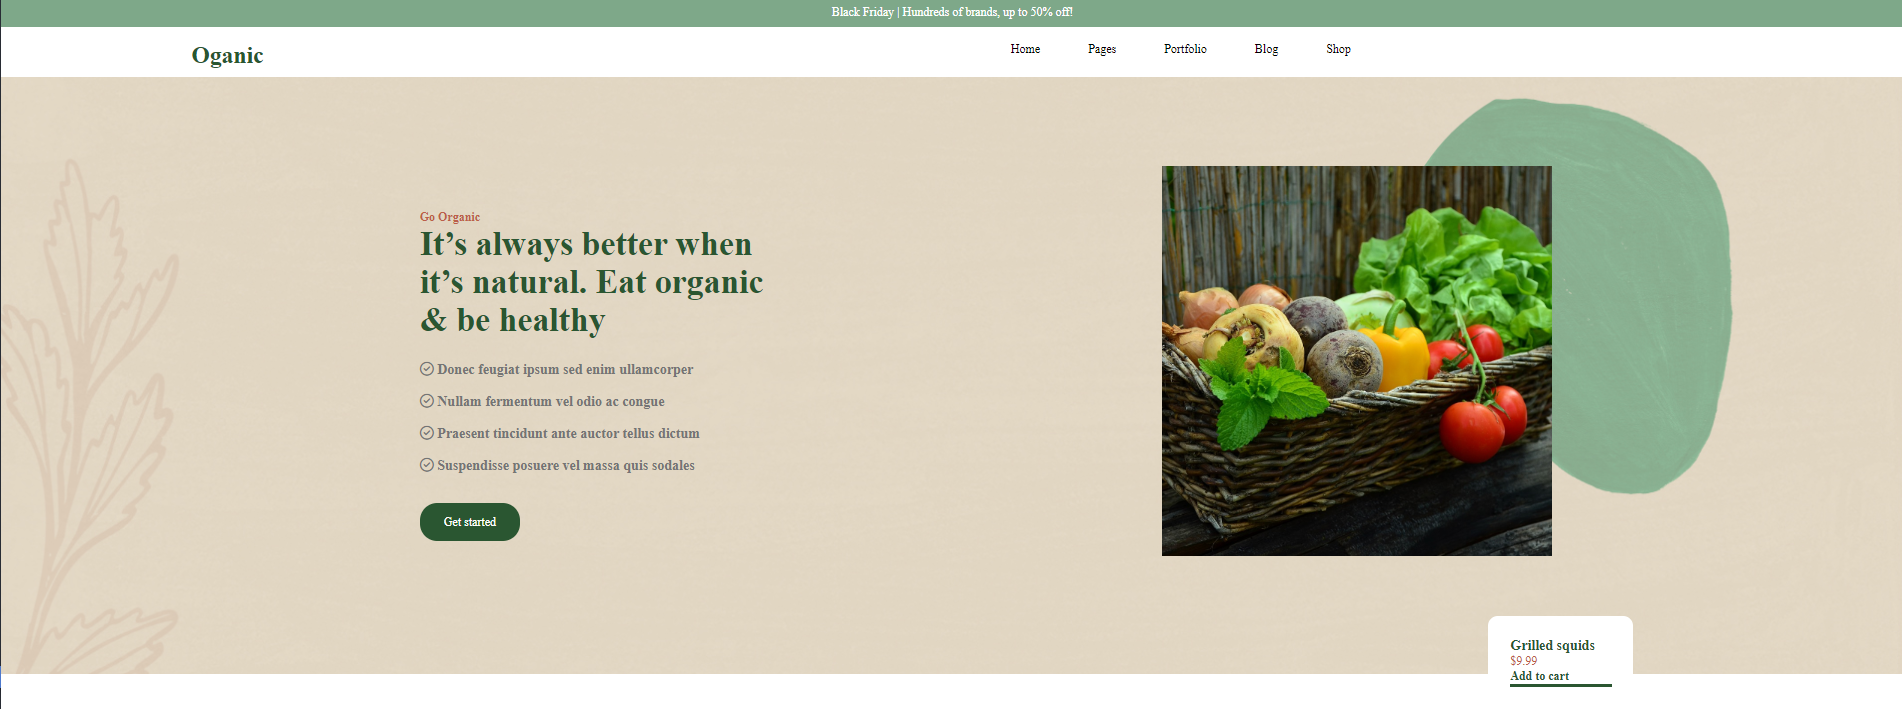 Black Friday | Hundreds of brands, up to 50% off!
Oganic
Home Pages Portfolio Blog Shop
Go Organic
It’s always better when
it’s natural. Eat organic
& be healthy
Donec feugiat ipsum sed enim ullamcorper
Nullam fermentum vel odio ac congue
Praesent tincidunt ante auctor tellus dictum
Suspendisse posuere vel massa quis sodales
Get started
Grilled squids
$9.99
Add to cart